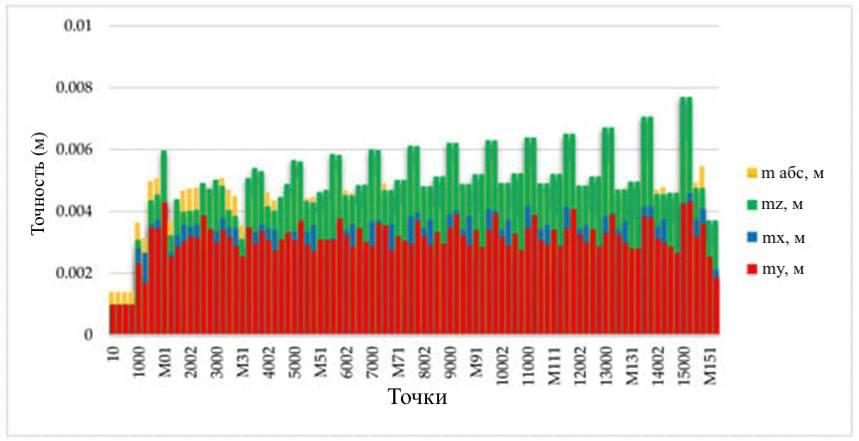 0.01
0.008
0.006
0.004
0.002
0
Точность (м)
10
1000
M01
2002
3000
M31
4002
5000
M51
6002
7000
M71
8002
9000
M91
10002
11000
M111
12002
13000
M131
14002
15000
M151
Точки
m абс, м
mz, м
mx, м
my, м